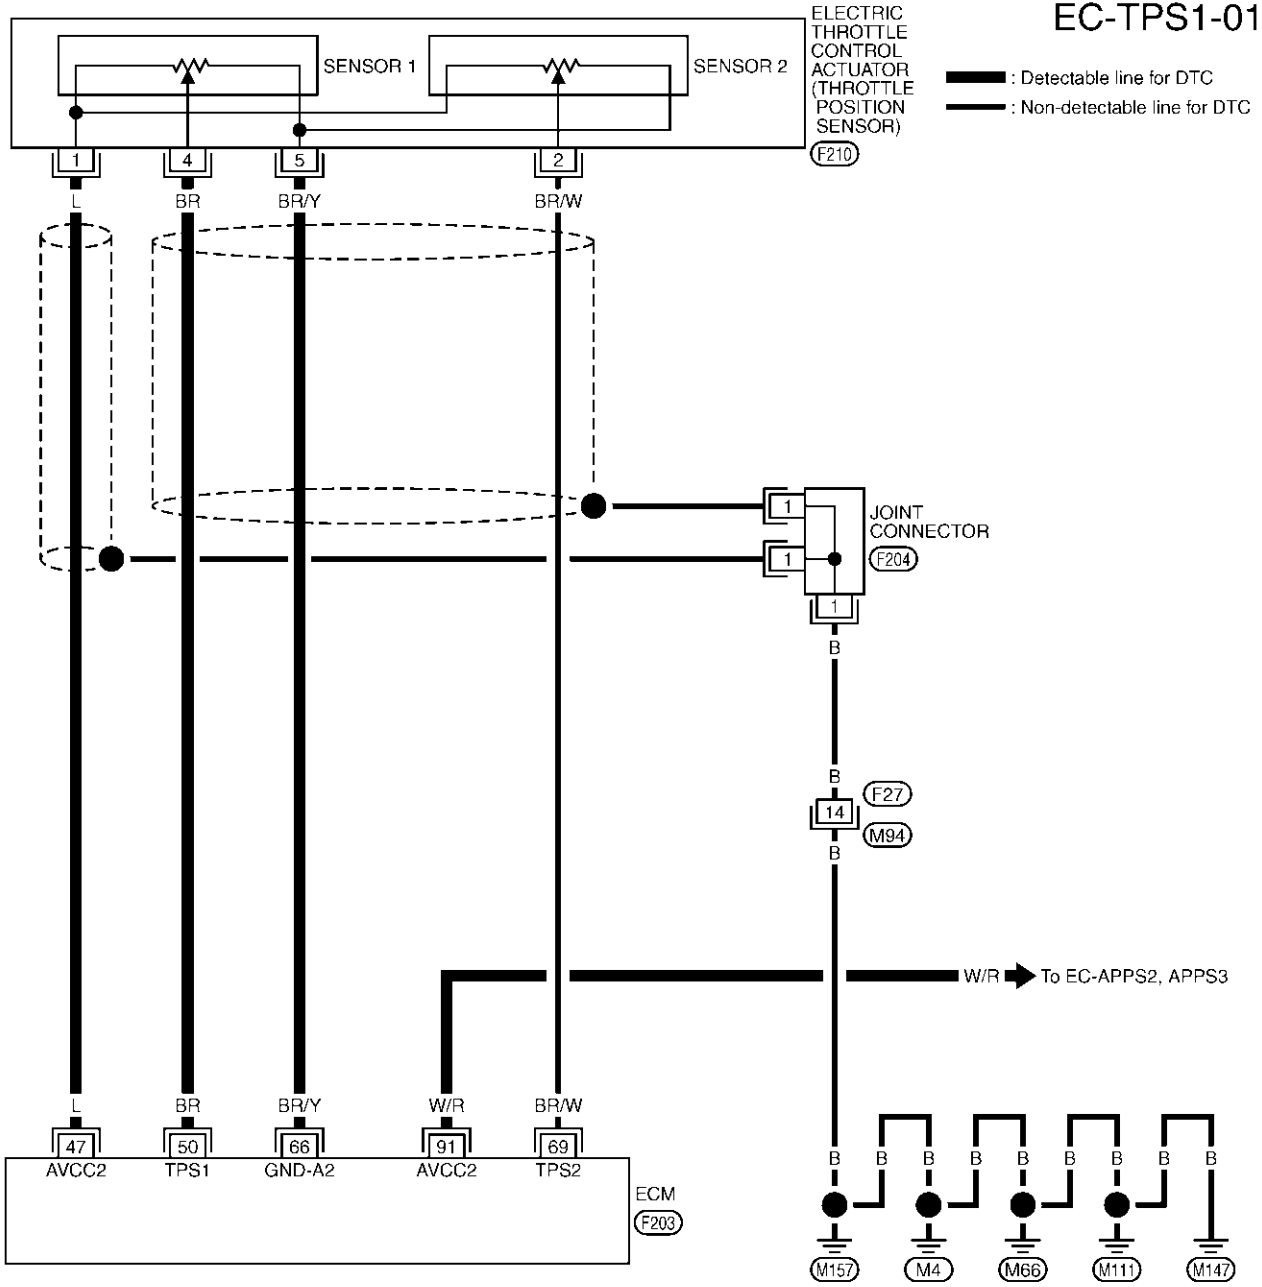 EC-TPS1-01
ELECTRIC
THROTTLE
CONTROL
ACTUATOR
(THROTTLE
POSITION
SENSOR)
F210
SENSOR 1
SENSOR 2
: Detectable line for DTC
: Non-detectable line for DTC
1 4 5 2
L BR BR/Y BR/W
1
JOINT
CONNECTOR
1
F204
1
B
B
F27
14
M94
B
W/R To EC-APPS2, APPS3
L BR BR/Y W/R BR/W
47 50 66 91 69
AVCC2 TPS1 GND-A2 AVCC2 TPS2
ECM
F203
B B B B B B B B B
M157 M4 M66 M111 M147